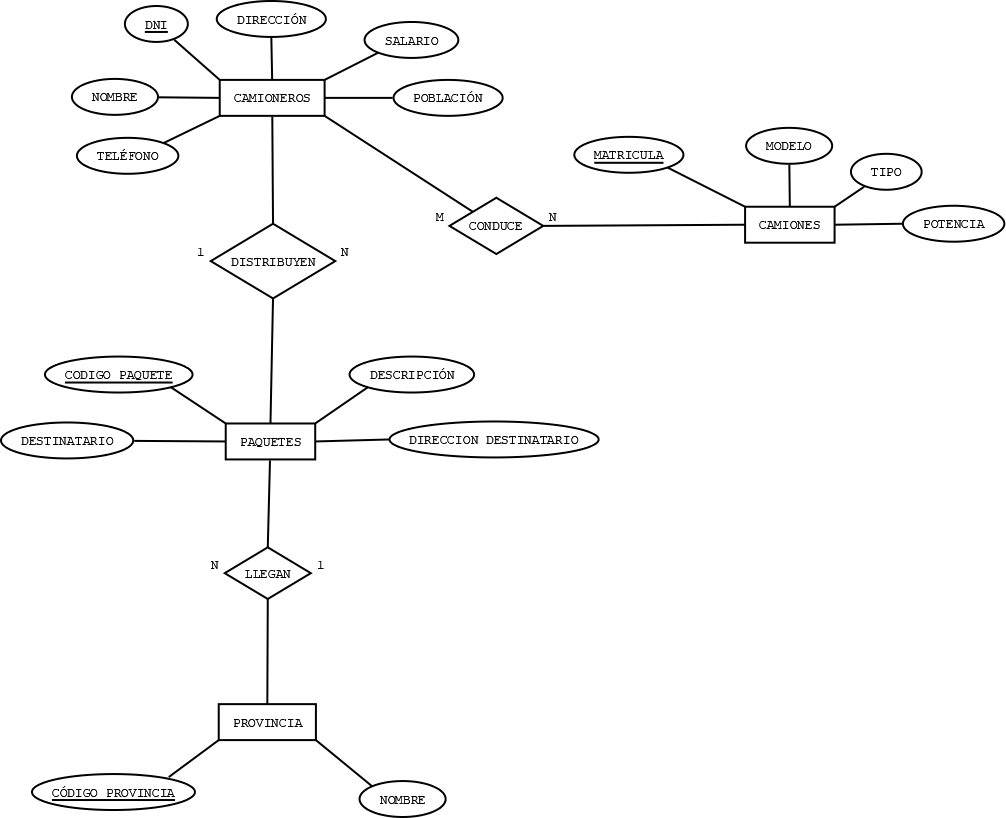 DNI
DIRECCIÓN
SALARIO
NOMBRE
CAMIONEROS
POBLACIÓN
TELÉFONO
MATRICULA
MODELO
TIPO
M
CONDUCE
N
CAMIONES
POTENCIA
1
DISTRIBUYEN
N
CODIGO PAQUETE
DESCRIPCIÓN
DESTINATARIO
PAQUETES
DIRECCION DESTINATARIO
N
LLEGAN
1
PROVINCIA
CÓDIGO PROVINCIA
NOMBRE